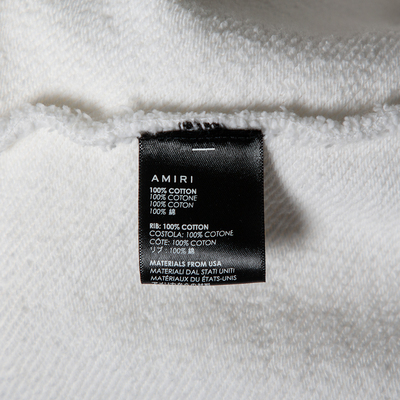 AMIRI
100% COTTON
100% COTONE
100% COTON
100% 綿
RIB: 100% COTTON
COSTOLA: 100% COTONE
CÔTE: 100% COTON
リブ : 100% 綿
MATERIALS FROM USA
MATERIALI DAL STATI UNITI
MATÉRIAUX DU ÉTATS-UNIS